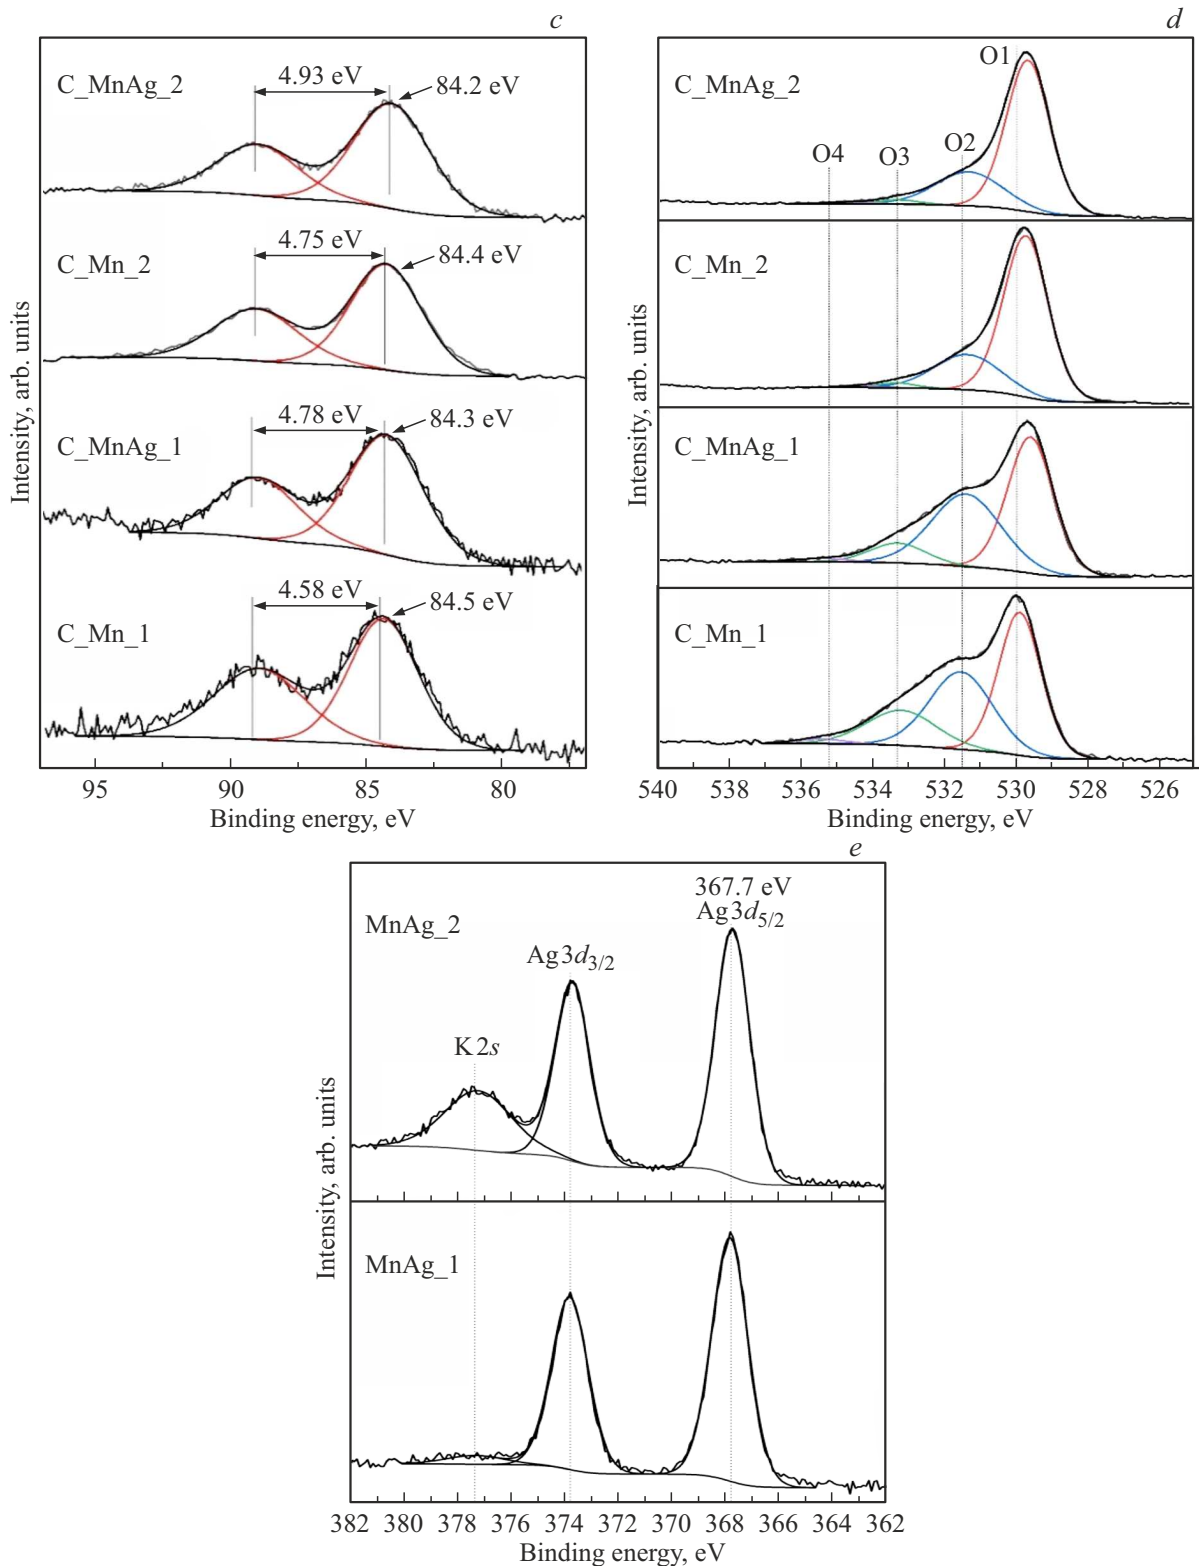 c
C_MnAg_2
4.93 eV
84.2 eV
C_Mn_2
4.75 eV
84.4 eV
C_MnAg_1
4.78 eV
84.3 eV
C_Mn_1
4.58 eV
84.5 eV
Intensity, arb. units
95 90 85 80
Binding energy, eV
d
C_MnAg_2
O1
O2
O3
O4
C_Mn_2
C_MnAg_1
C_Mn_1
Intensity, arb. units
540 538 536 534 532 530 528 526
Binding energy, eV
e
MnAg_2
367.7 eV
Ag3d5/2
Ag3d3/2
K2s
MnAg_1
Intensity, arb. units
Intensity, arb. units
382 380 378 376 374 372 370 368 366 364 362
Binding energy, eV